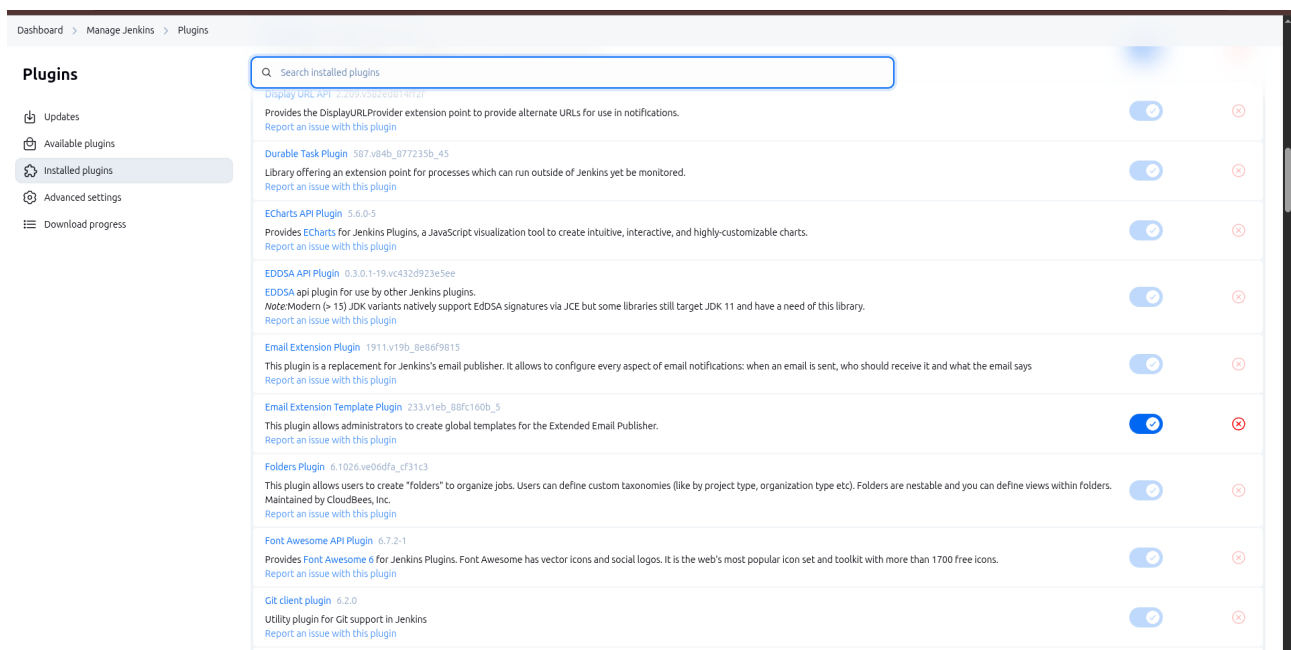 Dashboard > Manage Jenkins > Plugins
Plugins
Updates
Available plugins
Installed plugins
Advanced settings
Download progress
Search installed plugins
Display URL API 2.209.v582ed814ff2f
Provides the DisplayURLProvider extension point to provide alternate URLs for use in notifications.
Report an issue with this plugin
Durable Task Plugin 587.v84b_877235b_45
Library offering an extension point for processes which can run outside of Jenkins yet be monitored.
Report an issue with this plugin
ECharts API Plugin 5.6.0-5
Provides ECharts for Jenkins Plugins, a JavaScript visualization tool to create intuitive, interactive, and highly-customizable charts.
Report an issue with this plugin
EDDSA API Plugin 0.3.0.1-19.vc432d923e5ee
EDDSA api plugin for use by other Jenkins plugins.
Note:Modern (> 15) JDK variants natively support EdDSA signatures via JCE but some libraries still target JDK 11 and have a need of this library.
Report an issue with this plugin
Email Extension Plugin 1911.v19b_8e86f9815
This plugin is a replacement for Jenkins's email publisher. It allows to configure every aspect of email notifications: when an email is sent, who should receive it and what the email says
Report an issue with this plugin
Email Extension Template Plugin 233.v1eb_88fc160b_5
This plugin allows administrators to create global templates for the Extended Email Publisher.
Report an issue with this plugin
Folders Plugin 6.1026.ve06dfa_cf31c3
This plugin allows users to create "folders" to organize jobs. Users can define custom taxonomies (like by project type, organization type etc). Folders are nestable and you can define views within folders.
Maintained by CloudBees, Inc.
Report an issue with this plugin
Font Awesome API Plugin 6.7.2-1
Provides Font Awesome 6 for Jenkins Plugins. Font Awesome has vector icons and social logos. It is the web's most popular icon set and toolkit with more than 1700 free icons.
Report an issue with this plugin
Git client plugin 6.2.0
Utility plugin for Git support in Jenkins
Report an issue with this plugin